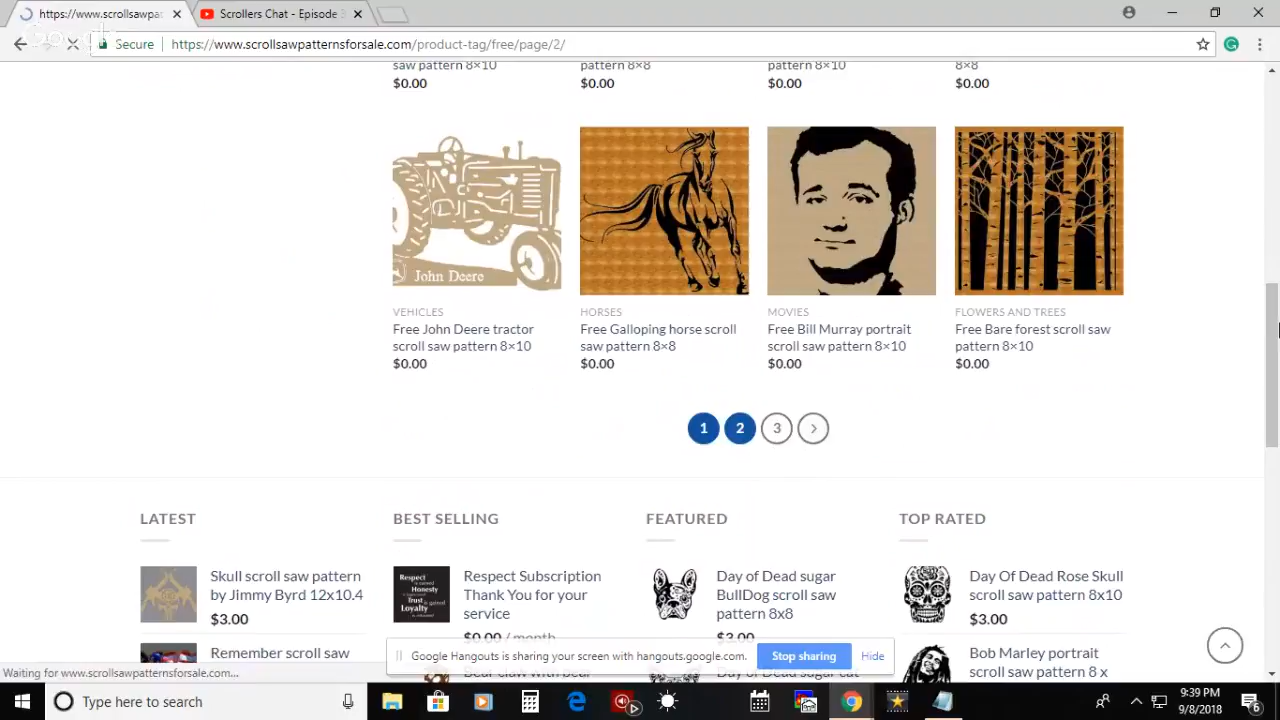 https://www.scrollsawpat
Scrollers Chat - Episode 3
Secure
https://www.scrollsawpatternsforsale.com/product-tag/free/page/2/
saw pattern 8×10
pattern 8×8
pattern 8×10
8×8
$0.00
$0.00
$0.00
$0.00
John Deere
VEHICLES
HORSES
MOVIES
FLOWERS AND TREES
Free John Deere tractor
scroll saw pattern 8×10
Free Galloping horse scroll
saw pattern 8×8
Free Bill Murray portrait
scroll saw pattern 8×10
Free Bare forest scroll saw
pattern 8×10
$0.00
$0.00
$0.00
$0.00
1
2
3
LATEST
BEST SELLING
FEATURED
TOP RATED
Skull scroll saw pattern
by Jimmy Byrd 12x10.4
$3.00
Respect
Honesty
Trust
Loyalty
Respect Subscription
Thank You for your
service
$0.00 / month
Day of Dead sugar
BullDog scroll saw
pattern 8x8
$3.00
Day Of Dead Rose Skull
scroll saw pattern 8x10
$3.00
Remember scroll saw
Bear claw with bear
Day of Dead sugar cat
Bob Marley portrait
scroll saw pattern 8 x
Google Hangouts is sharing your screen with hangouts.google.com.
Stop sharing
Hide
Waiting for www.scrollsawpatternsforsale.com...
Type here to search
9:39 PM
9/8/2018
6